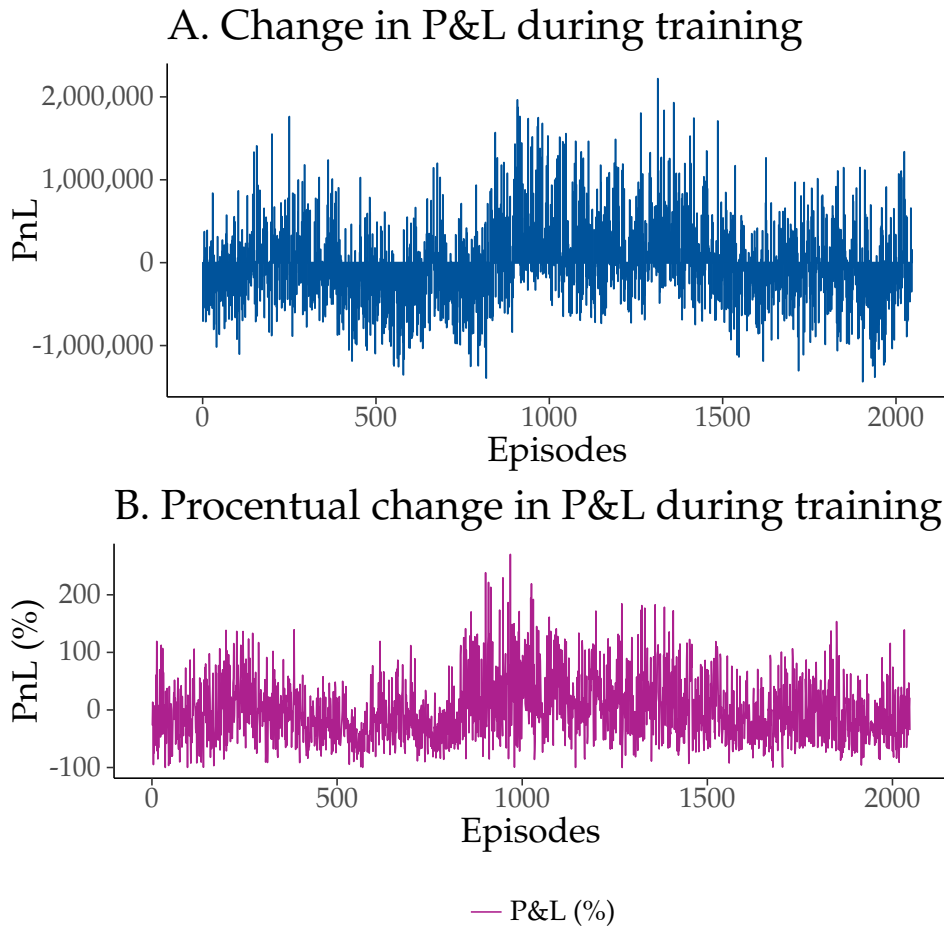 A. Change in P&L during training
2,000,000
1,000,000
0
-1,000,000
PnL
0 500 1000 1500 2000
Episodes
B. Procentual change in P&L during training
200
100
0
-100
PnL (%)
0 500 1000 1500 2000
Episodes
P&L (%)